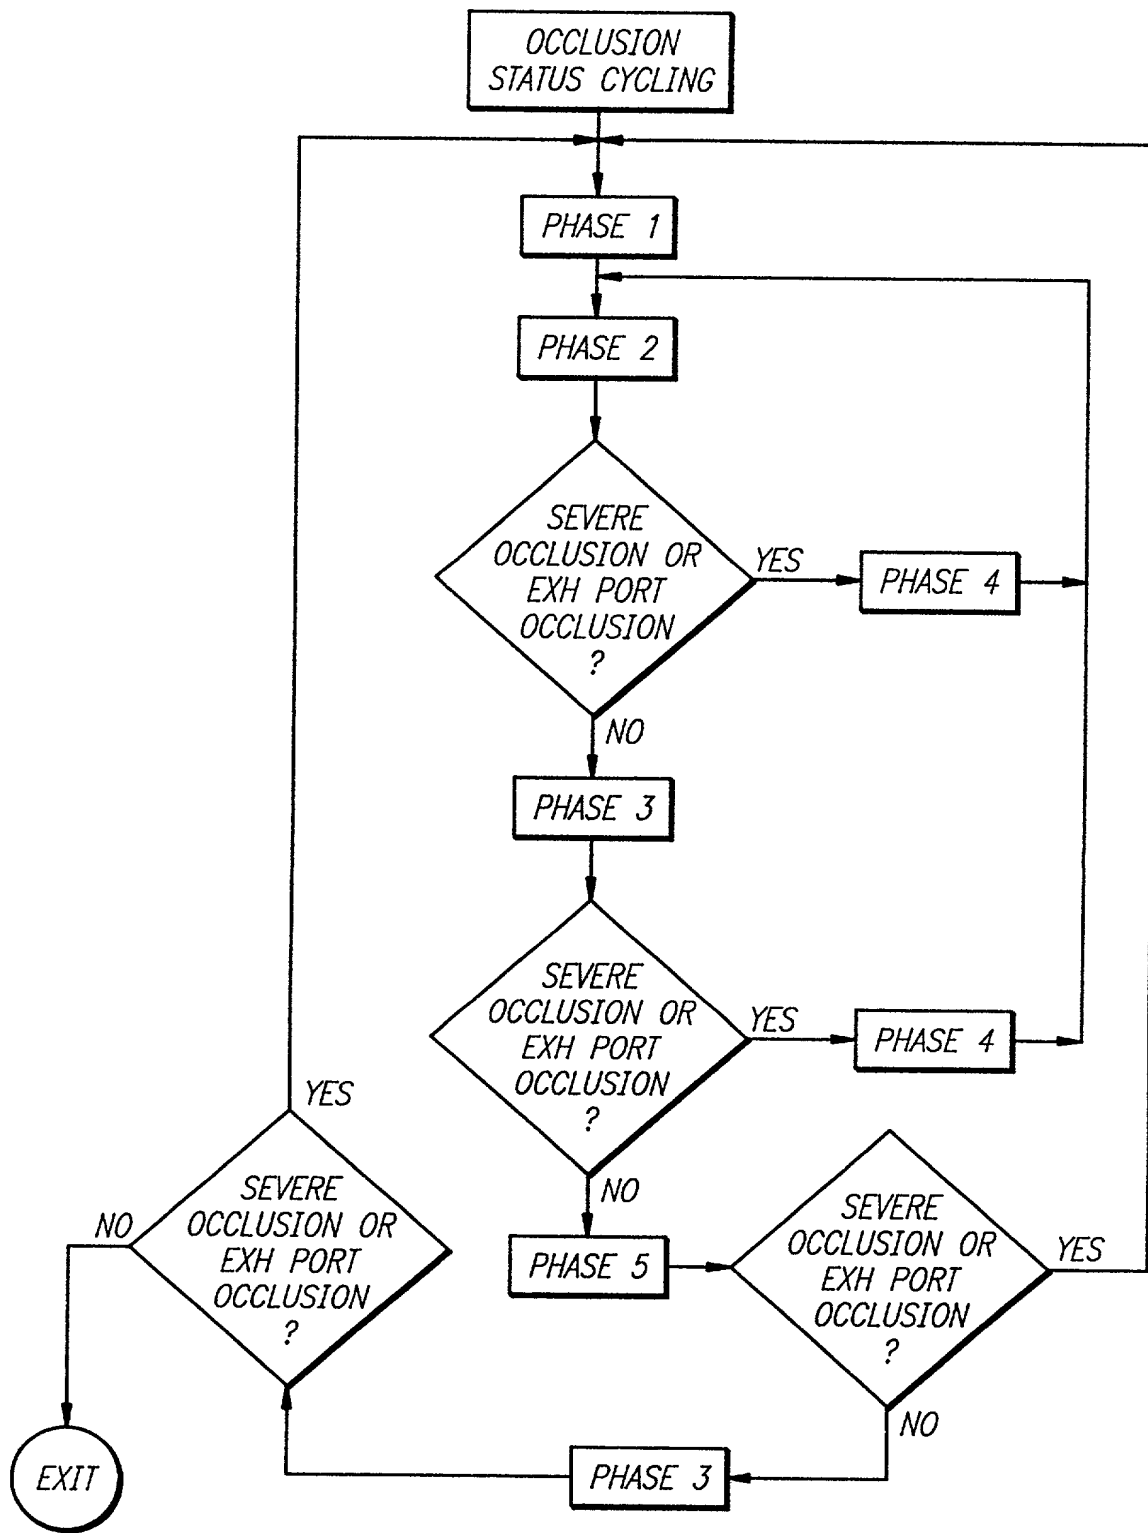 OCCLUSION
STATUS CYCLING
PHASE 1
PHASE 2
SEVERE
OCCLUSION OR
EXH PORT
OCCLUSION
?
YES
PHASE 4
NO
PHASE 3
SEVERE
OCCLUSION OR
EXH PORT
OCCLUSION
?
YES
PHASE 4
NO
PHASE 5
SEVERE
OCCLUSION OR
EXH PORT
OCCLUSION
?
YES
NO
PHASE 3
SEVERE
OCCLUSION OR
EXH PORT
OCCLUSION
?
YES
NO
EXIT